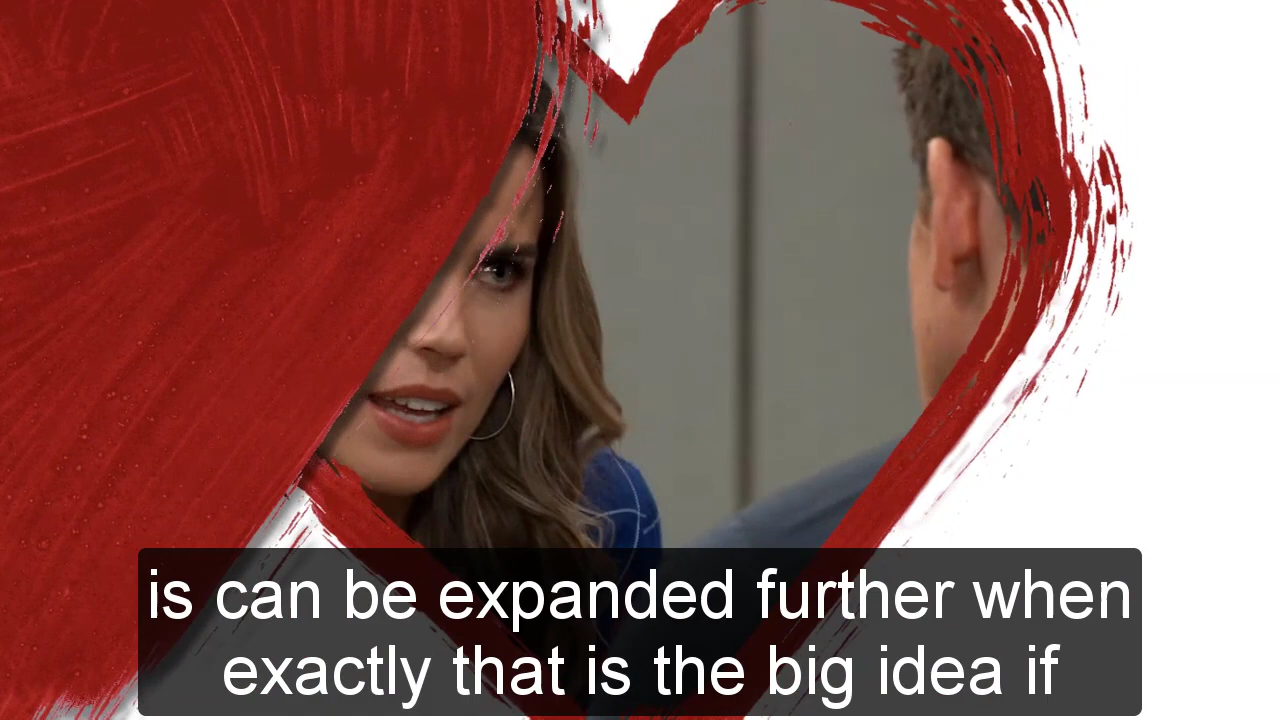 is can be expanded further when
exactly that is the big idea if